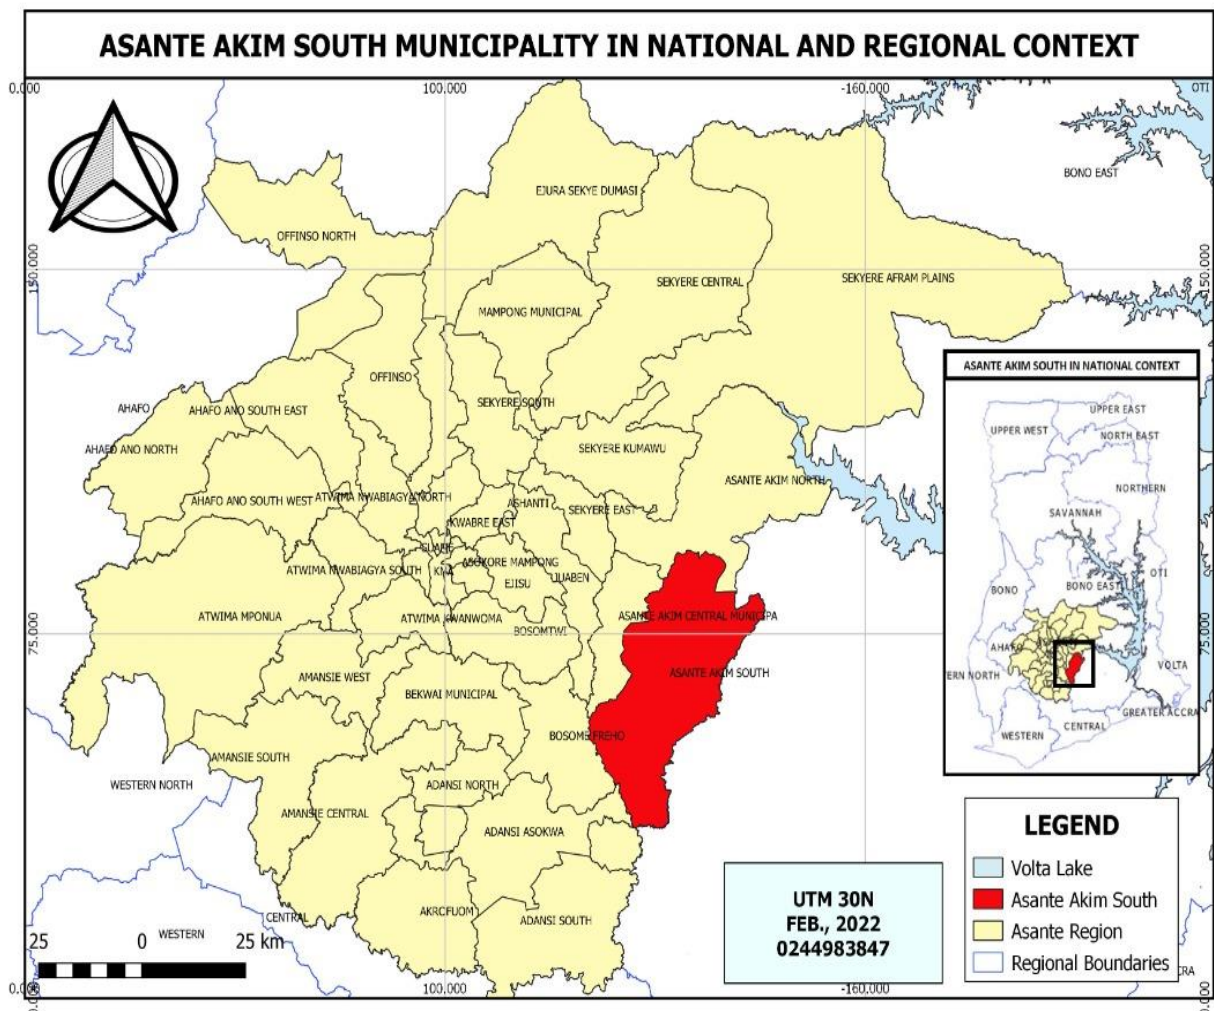 ASANTE AKIM SOUTH MUNICIPALITY IN NATIONAL AND REGIONAL CONTEXT
0.000
100.000
-160.000
OTI
BONO EAST
EJURA SEKYE DUMASI
OFFINSO NORTH
150.000
SEKYERE CENTRAL
SEKYERE AFRAM PLAINS
150.000
MAMPONG MUNICIPAL
OFFINSO
SEKYERE SOUTH
AHAFO
AHAFO ANO SOUTH EAST
AHAFO ANO NORTH
SEKYERE KUMAWU
ASANTE AKIM NORTH
AHAFO ANO SOUTH WEST
ATWIMA NWABIAGYA NORTH
ASHANTI
SEKYERE EAST
KWABRE EAST
ASOKORE MAMPONG
ATWIMA NWABIAGYA SOUTH
KMA
EJISU
JUABEN
ATWIMA MPONUA
ATWIMA KWANWOMA
BOSOMTWI
ASANTE AKIM CENTRAL MUNICIPA
75.000
75.000
AMANSIE WEST
BEKWAI MUNICIPAL
ASANTE AKIM SOUTH
BOSOME FREHO
AMANSIE SOUTH
WESTERN NORTH
ADANSI NORTH
AMANSIE CENTRAL
ADANSI ASOKWA
AKROFUOM
ADANSI SOUTH
CENTRAL
WESTERN
25 0 25 km
0.000
100.000
-160.000
ASANTE AKIM SOUTH IN NATIONAL CONTEXT
UPPER EAST
UPPER WEST
NORTH EAST
NORTHERN
SAVANNAH
OTI
BONO EAST
BONO
AHAFO
VOLTA
ERN NORTH
GREATER ACCRA
CENTRAL
WESTERN
UTM 30N
FEB., 2022
0244983847
LEGEND
Volta Lake
Asante Akim South
Asante Region
Regional Boundaries
CRA